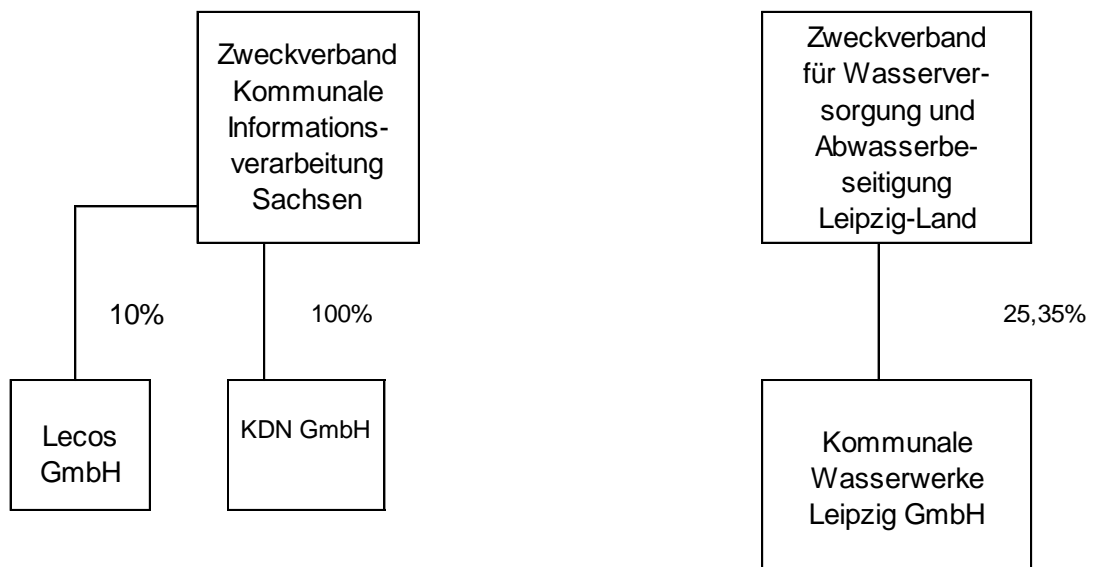 Zweckverband
Kommunale
Informations-
verarbeitung
Sachsen
Zweckverband
für Wasserver-
sorgung und
Abwasserbe-
seitigung
Leipzig-Land
10%
100%
25,35%
Lecos
GmbH
KDN GmbH
Kommunale
Wasserwerke
Leipzig GmbH